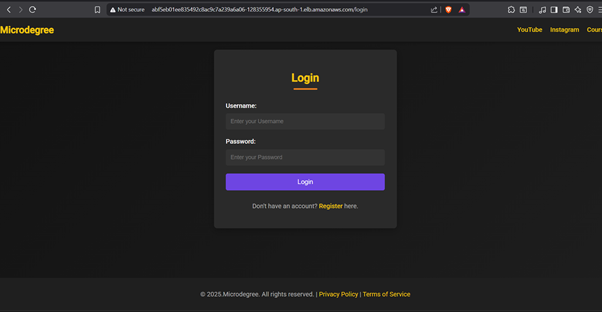 Not secure abf5eb01ee835492c8ac9c7a239a6a06-128355954.ap-south-1.elb.amazonaws.com/login
Microdegree YouTube Instagram
Login
Username:
Enter your Username
Password:
Enter your Password
Login
Don't have an account? Register here.
© 2025.Microdegree. All rights reserved. | Privacy Policy | Terms of Service